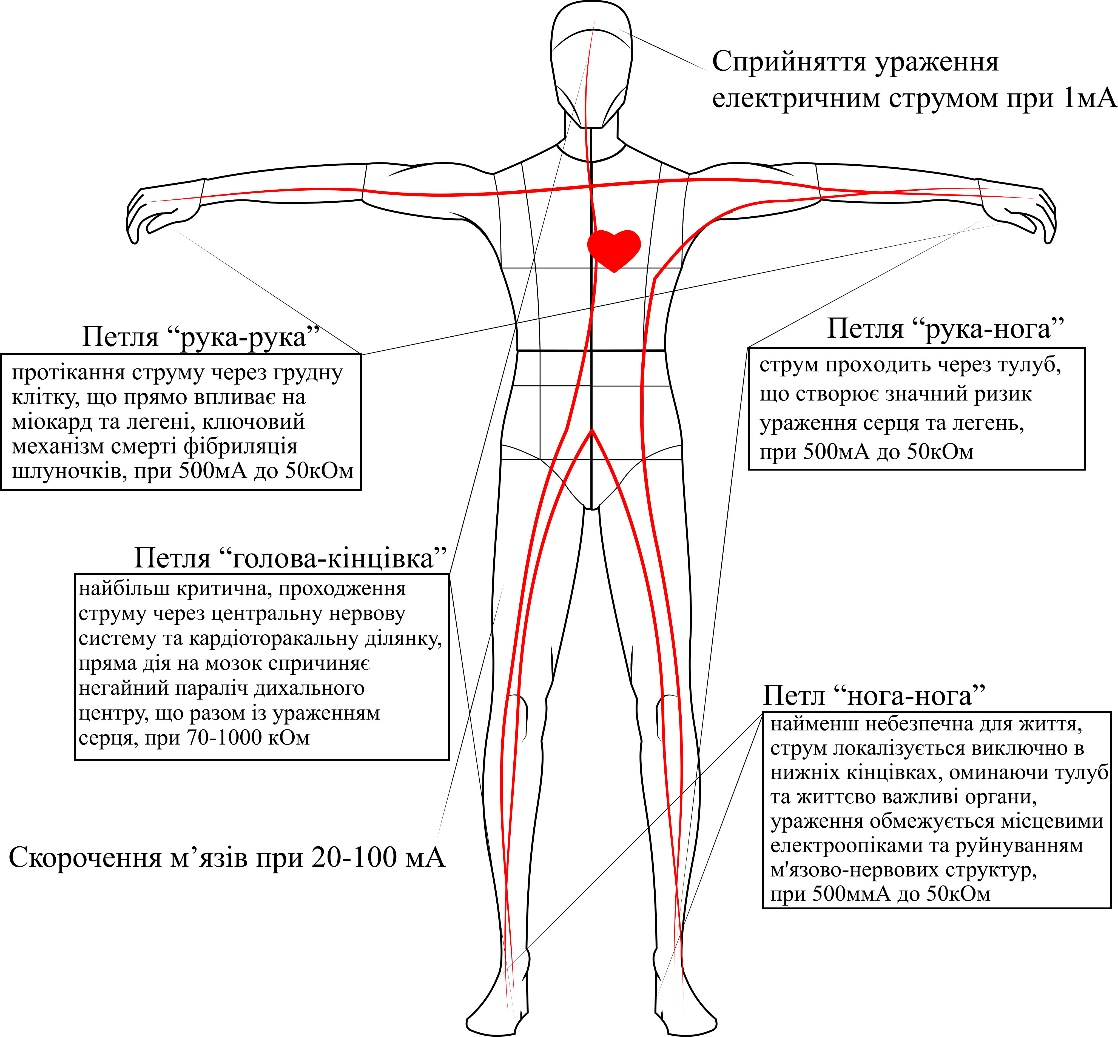 Сприйняття ураження
електричним струмом при 1мА
Петля “рука-рука”
протікання струму через грудну
клітку, що прямо впливає на
міокард та легені, ключовий
механізм смерті фібриляція
шлуночків, при 500мА до 50кОм
Петля “рука-нога”
струм проходить через тулуб,
що створює значний ризик
ураження серця та легень,
при 500мА до 50кОм
Петля “голова-кінцівка”
найбільш критична, проходження
струму через центральну нервову
систему та кардіоторакальну ділянку,
пряма дія на мозок спричиняє
негайний параліч дихального
центру, що разом із ураженням
серця, при 70-1000 кОм
Петл “нога-нога”
найменш небезпечна для життя,
струм локалізується виключно в
нижніх кінцівках, оминаючи тулуб
та життєво важливі органи,
ураження обмежується місцевими
електроопіками та руйнуванням
м'язово-нервових структур,
при 500ммА до 50кОм
Скорочення м’язів при 20-100 мА